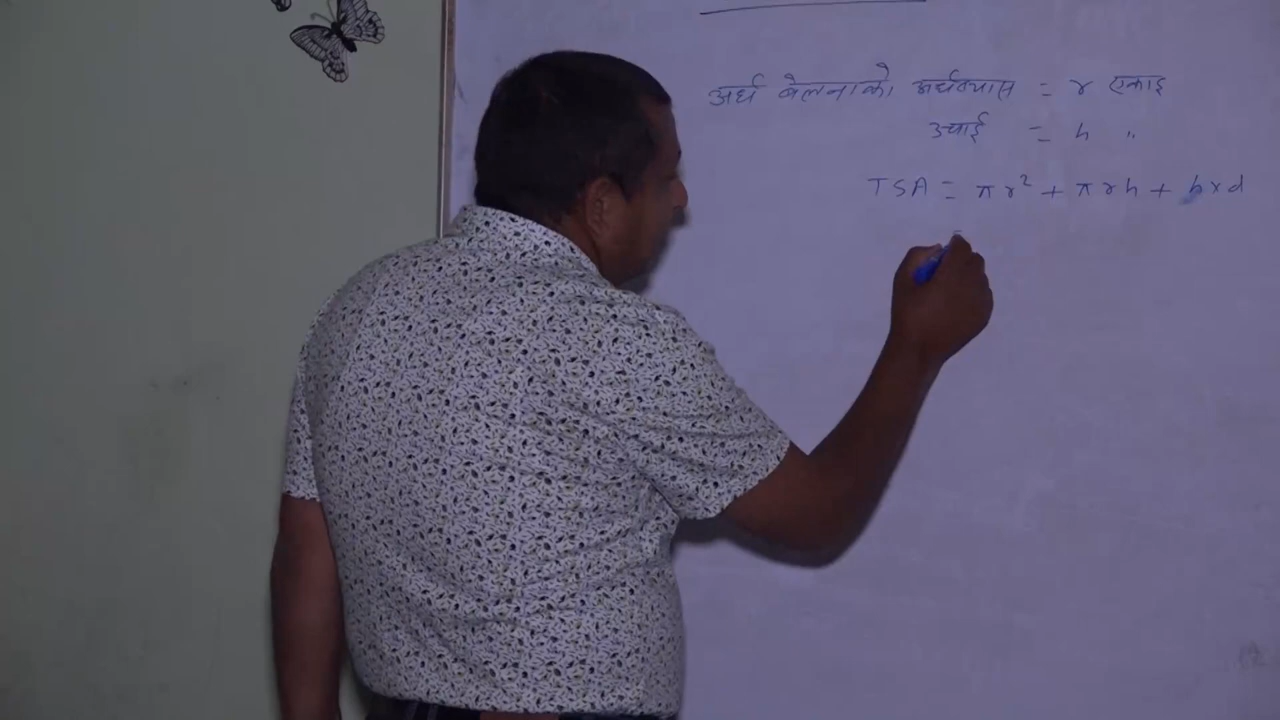 अर्ध बेलनाको अर्धव्यास = r एकाइ
उचाई = h "
TSA = πr² + πrh + h×d